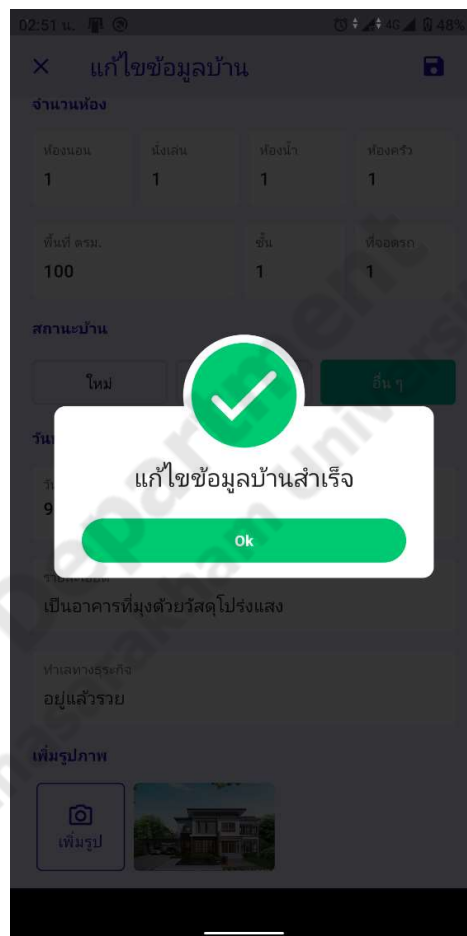 02:51 น.
4G 48%
แก้ไขข้อมูลบ้าน
จำนวนห้อง
ห้องนอน นั่งเล่น ห้องน้ำ ห้องครัว
1 1 1 1
พื้นที่ ตรม. ชั้น ที่จอดรถ
100 1 1
สถานะบ้าน
ใหม่ อื่น ๆ
แก้ไขข้อมูลบ้านสำเร็จ
9
Ok
เป็นอาคารที่มุงด้วยวัสดุโปร่งแสง
ทำเลทางธุระกิจ
อยู่แล้วรวย
เพิ่มรูปภาพ
เพิ่มรูป
Department